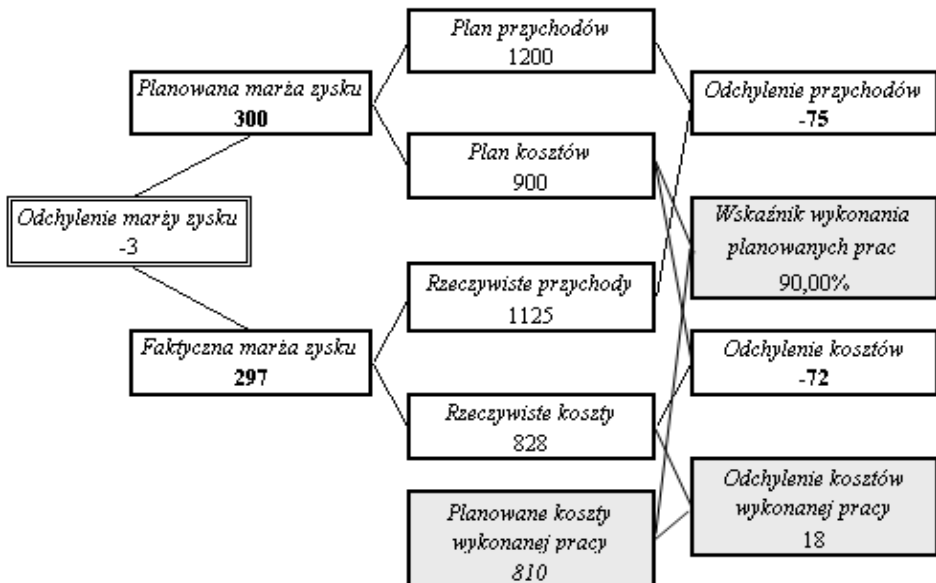 Plan przychodów
1200
Planowana marża zysku
300
Odchylenie przychodów
-75
Plan kosztów
900
Odchylenie marży zysku
-3
Wskaźnik wykonania
planowanych prac
90,00%
Rzeczywiste przychody
1125
Faktyczna marża zysku
297
Odchylenie kosztów
-72
Rzeczywiste koszty
828
Odchylenie kosztów
wykonanej pracy
18
Planowane koszty
wykonanej pracy
810